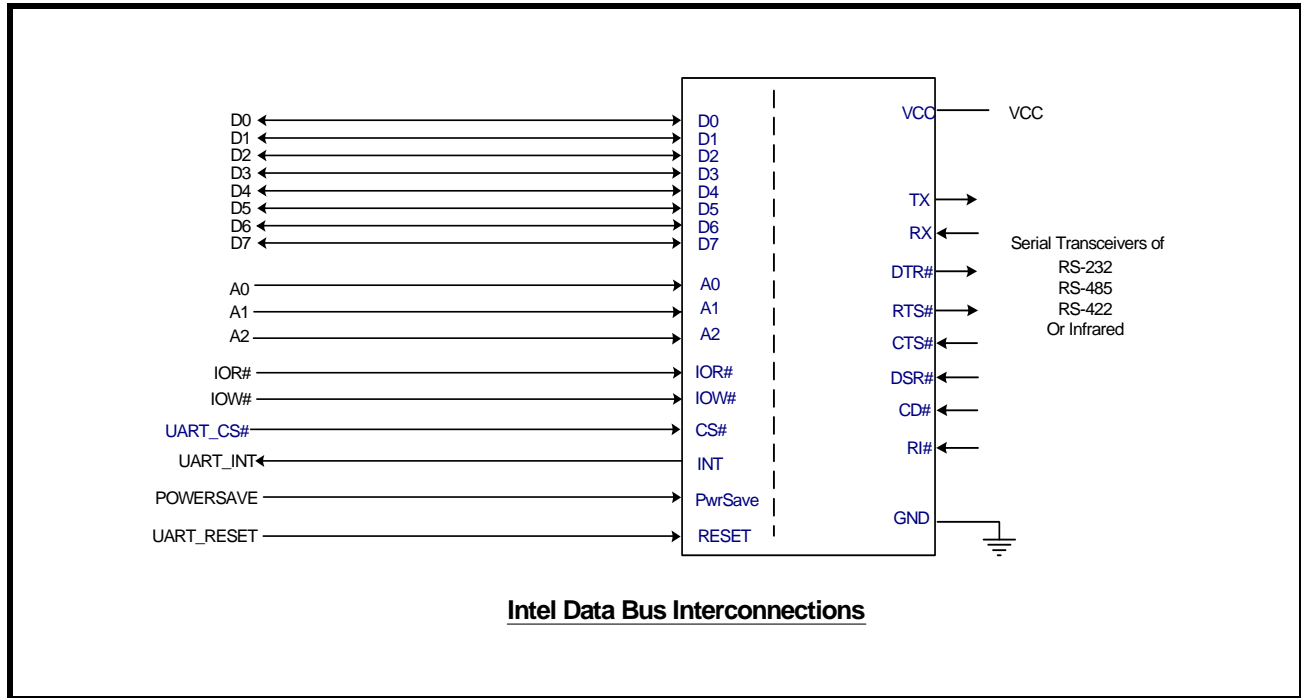 D0
D1
D2
D3
D4
D5
D6
D7
A0
A1
A2
IOR#
IOW#
UART_CS#
UART_INT
POWERSAVE
UART_RESET
D0
D1
D2
D3
D4
D5
D6
D7
A0
A1
A2
IOR#
IOW#
CS#
INT
PwrSave
RESET
VCC
TX
RX
DTR#
RTS#
CTS#
DSR#
CD#
RI#
GND
VCC
Serial Transceivers of
RS-232
RS-485
RS-422
Or Infrared
Intel Data Bus Interconnections